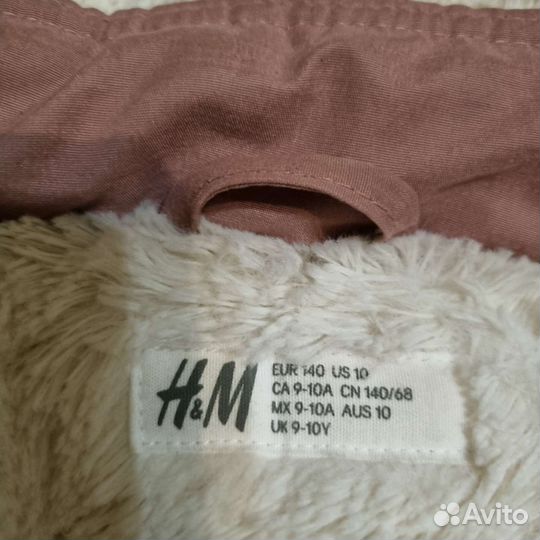 H&M
EUR 140 US 10
CA 9-10A CN 140/68
MX 9-10A AUS 10
UK 9-10Y
Avito